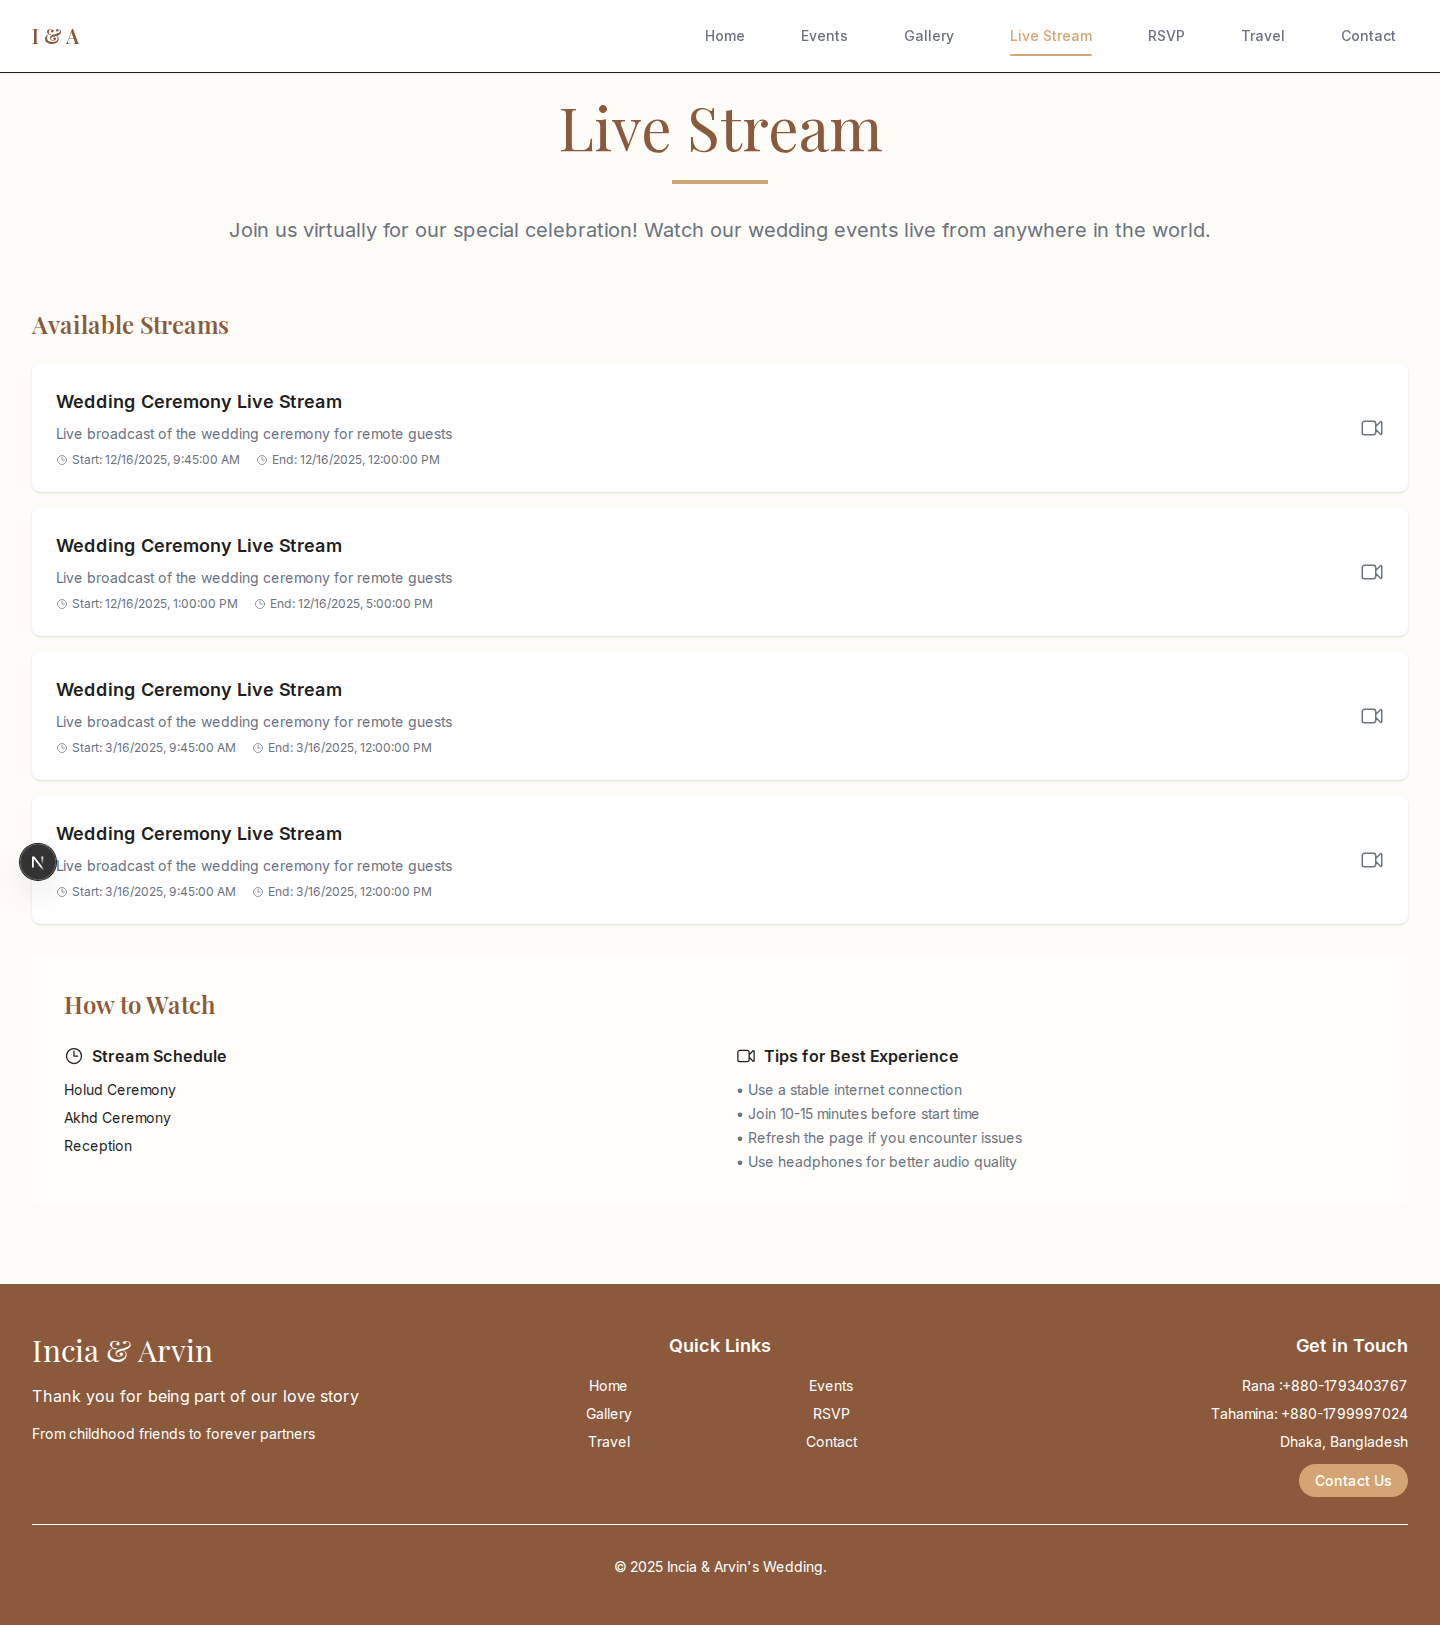 I & A
Home Events Gallery Live Stream RSVP Travel Contact
Live Stream
Join us virtually for our special celebration! Watch our wedding events live from anywhere in the world.
Available Streams
Wedding Ceremony Live Stream
Live broadcast of the wedding ceremony for remote guests
Start: 12/16/2025, 9:45:00 AM End: 12/16/2025, 12:00:00 PM
Wedding Ceremony Live Stream
Live broadcast of the wedding ceremony for remote guests
Start: 12/16/2025, 1:00:00 PM End: 12/16/2025, 5:00:00 PM
Wedding Ceremony Live Stream
Live broadcast of the wedding ceremony for remote guests
Start: 3/16/2025, 9:45:00 AM End: 3/16/2025, 12:00:00 PM
Wedding Ceremony Live Stream
N
Live broadcast of the wedding ceremony for remote guests
Start: 3/16/2025, 9:45:00 AM End: 3/16/2025, 12:00:00 PM
How to Watch
Stream Schedule
Holud Ceremony
Akhd Ceremony
Reception
Tips for Best Experience
• Use a stable internet connection
• Join 10-15 minutes before start time
• Refresh the page if you encounter issues
• Use headphones for better audio quality
Incia & Arvin
Thank you for being part of our love story
From childhood friends to forever partners
Quick Links
Home Events
Gallery RSVP
Travel Contact
Get in Touch
Rana :+880-1793403767
Tahamina: +880-1799997024
Dhaka, Bangladesh
Contact Us
© 2025 Incia & Arvin's Wedding.